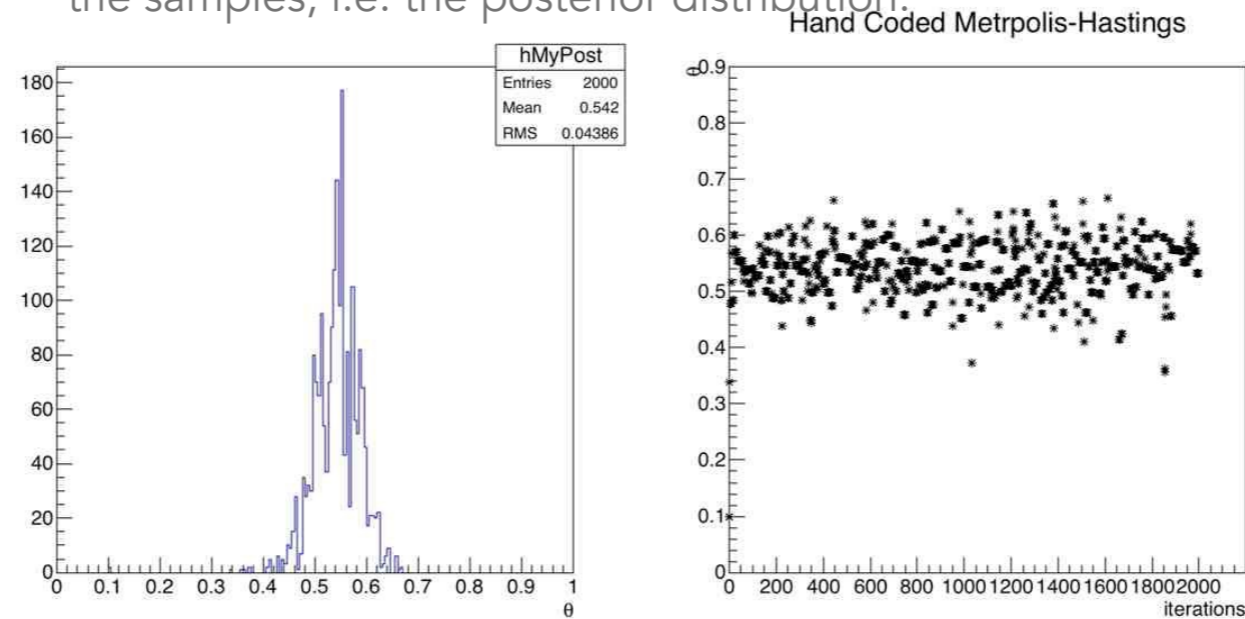 the samples, i.e. the posterior distribution.
Hand Coded Metrpolis-Hastings
hMyPost
Entries 2000
Mean 0.542
RMS 0.04386
180
160
140
120
100
80
60
40
20
0
0 0.1 0.2 0.3 0.4 0.5 0.6 0.7 0.8 0.9 1
θ
θ
0.9
0.8
0.7
0.6
0.5
0.4
0.3
0.2
0.1
0
0 200 400 600 800 1000 1200 1400 1600 1800 2000
iterations